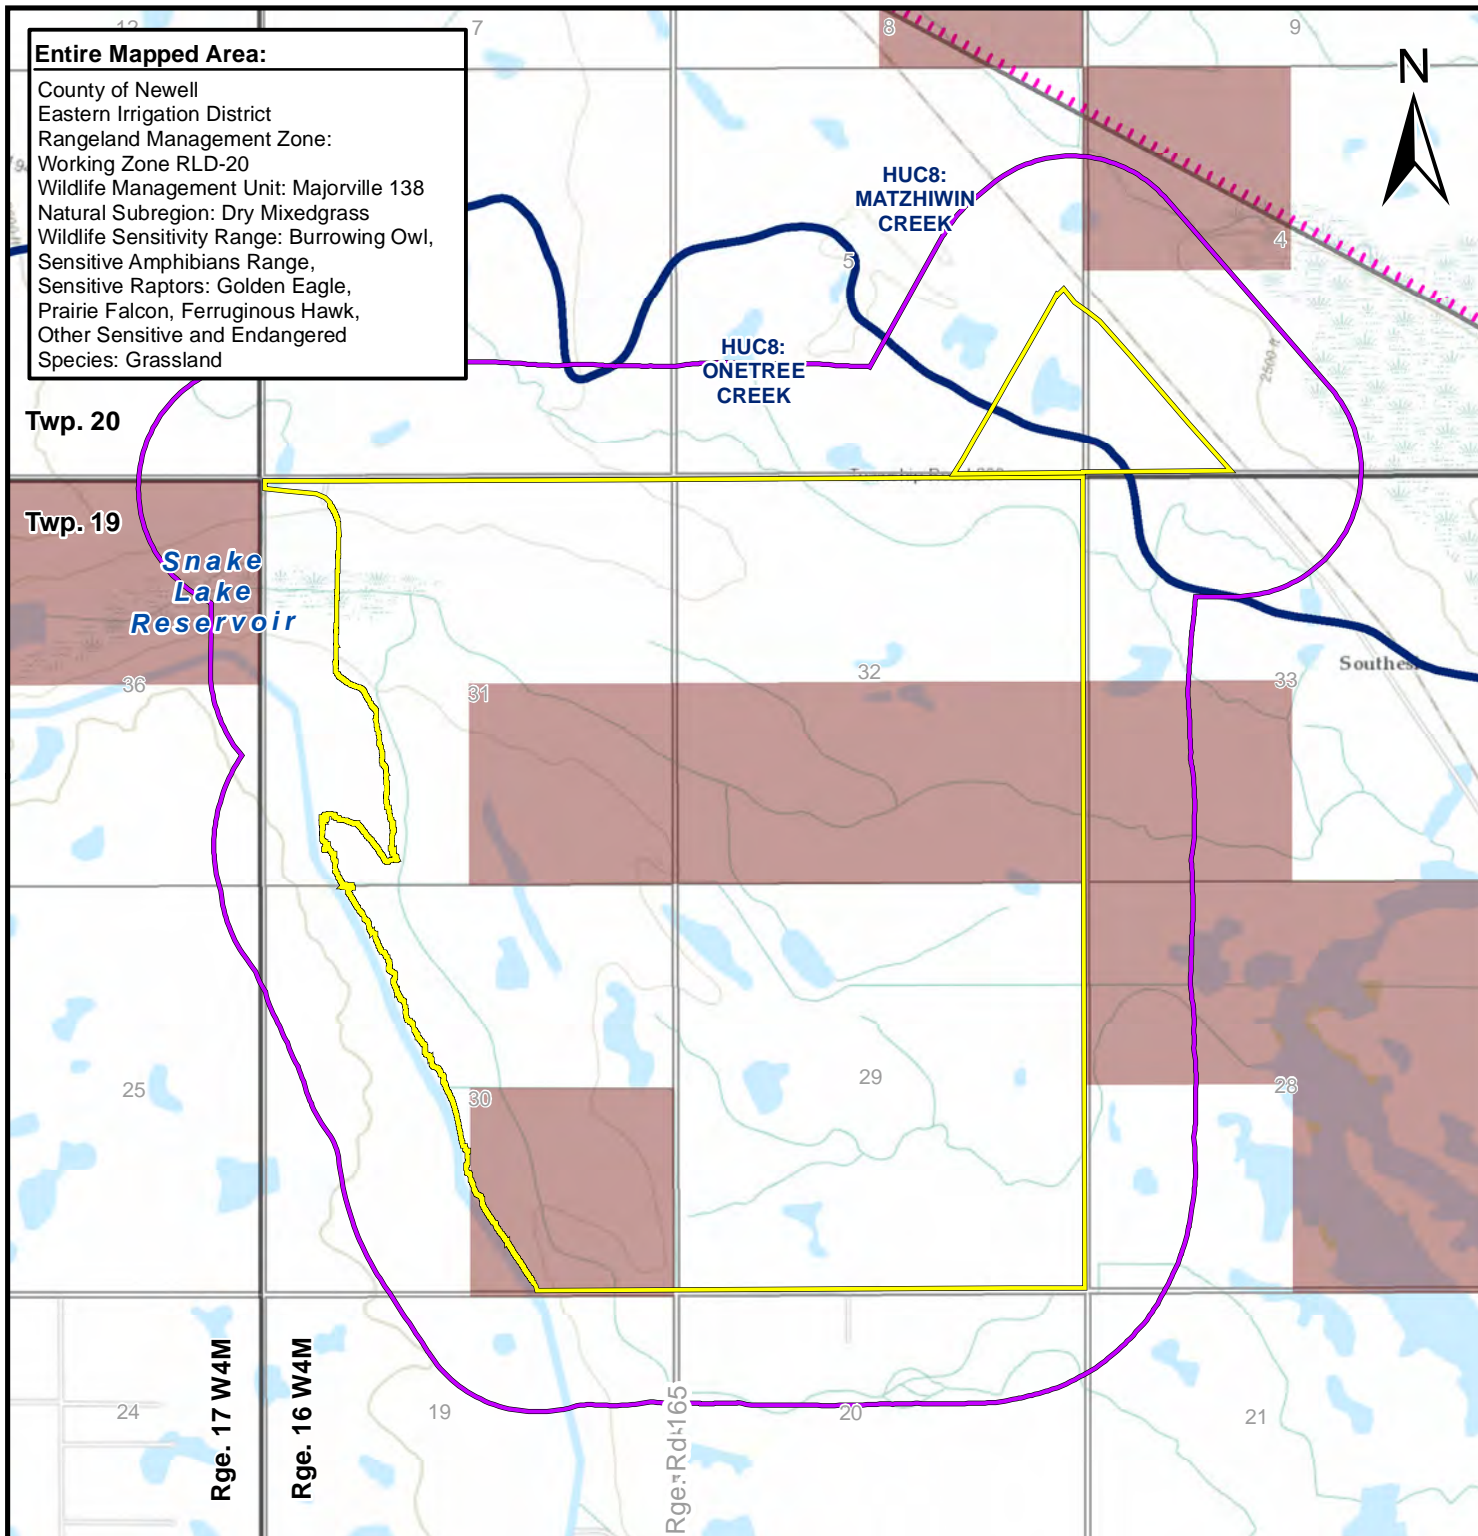 12
7
8
9
Entire Mapped Area:
County of Newell
Eastern Irrigation District
Rangeland Management Zone:
Working Zone RLD-20
Wildlife Management Unit: Majorville 138
Natural Subregion: Dry Mixedgrass
Wildlife Sensitivity Range: Burrowing Owl,
Sensitive Amphibians Range,
Sensitive Raptors: Golden Eagle,
Prairie Falcon, Ferruginous Hawk,
Other Sensitive and Endangered
Species: Grassland
N
HUC8:
MATZHIWIN
CREEK
4
5
HUC8:
ONETREE
CREEK
2500 ft
Twp. 20
Twp. 19
Snake
Lake
Reservoir
36
31
32
33
25
30
29
28
24
Rge. 17 W4M
Rge. 16 W4M
19
Rge. Rd 165
20
21